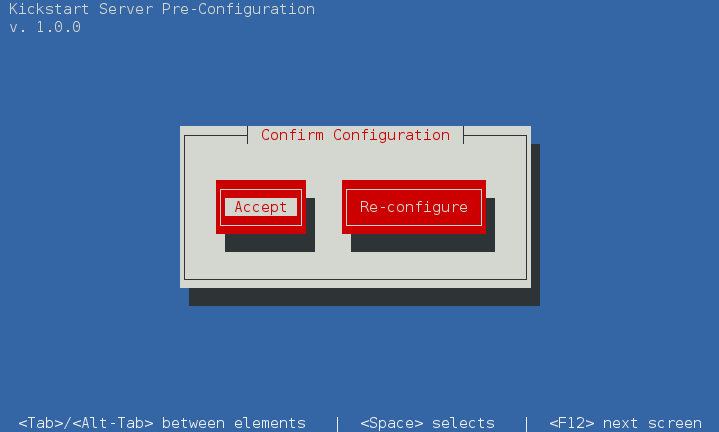 Kickstart Server Pre-Configuration
v. 1.0.0
Confirm Configuration
Accept Re-configure
<Tab>/<Alt-Tab> between elements | <Space> selects | <F12> next screen